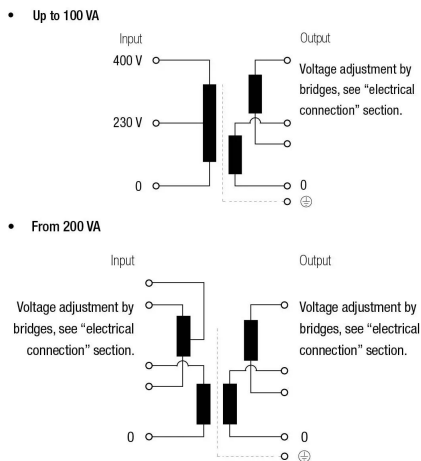 • Up to 100 VA
Input
Output
400 V
Voltage adjustment by
bridges, see “electrical
connection” section.
230 V
0
0
• From 200 VA
Input
Output
Voltage adjustment by
bridges, see “electrical
connection” section.
Voltage adjustment by
bridges, see “electrical
connection” section.
0
0